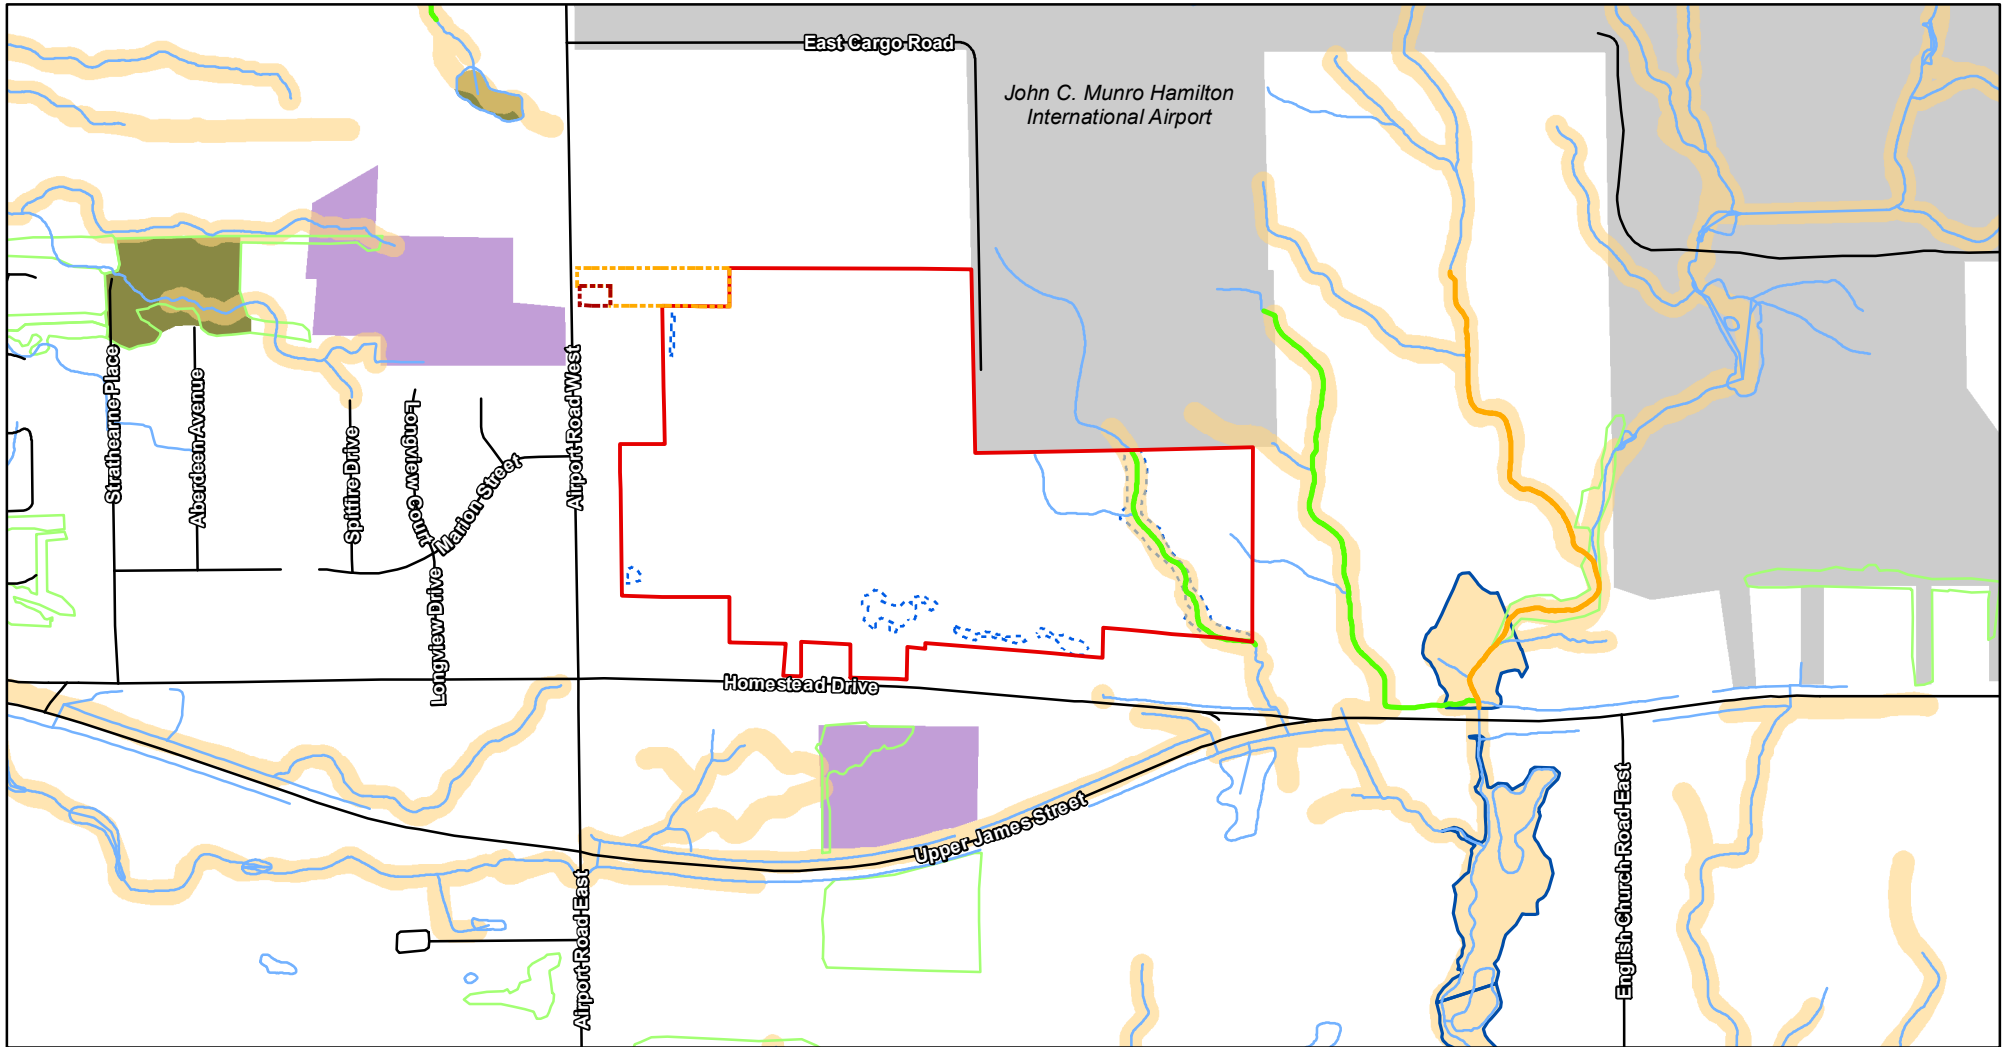 East Cargo Road
John C. Munro Hamilton
International Airport
Strathearne Place
Aberdeen Avenue
Spitfire Drive
Longview Court
Marion Street
Airport Road West
Longview Drive
Homestead Drive
Upper James Street
Airport Road East
English Church Road East